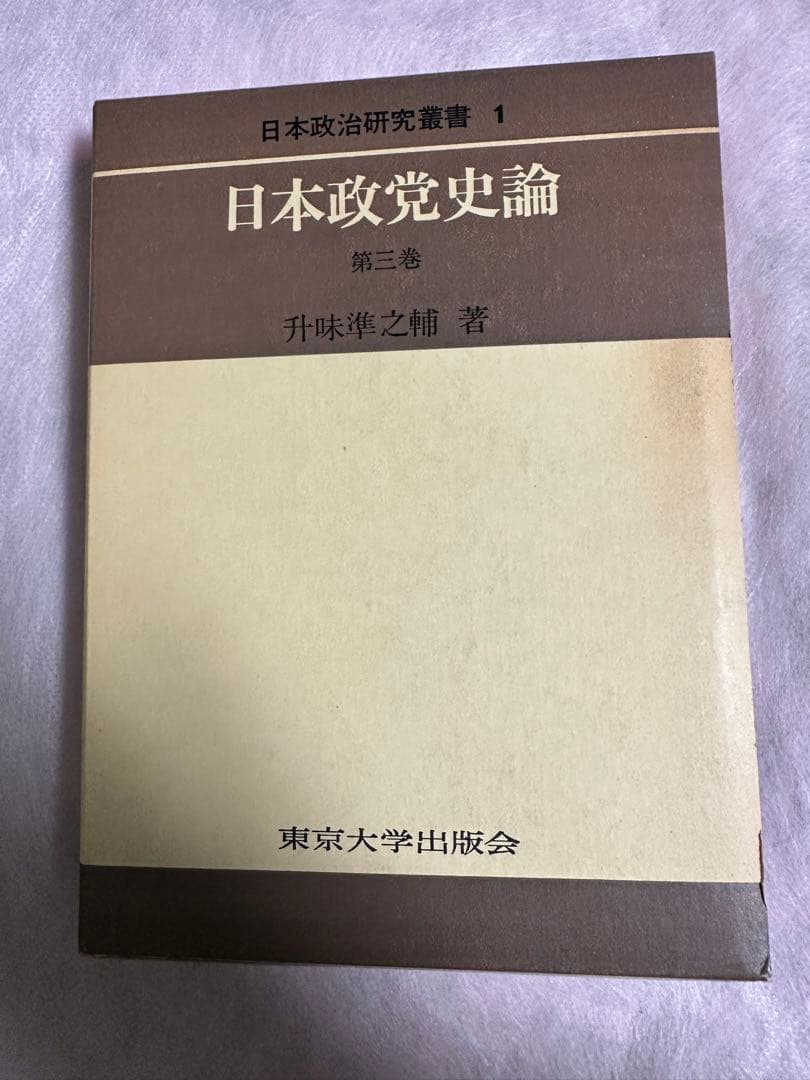 日本政治研究叢書 1
日本政党史論
第三巻
升味準之輔 著
東京大学出版会